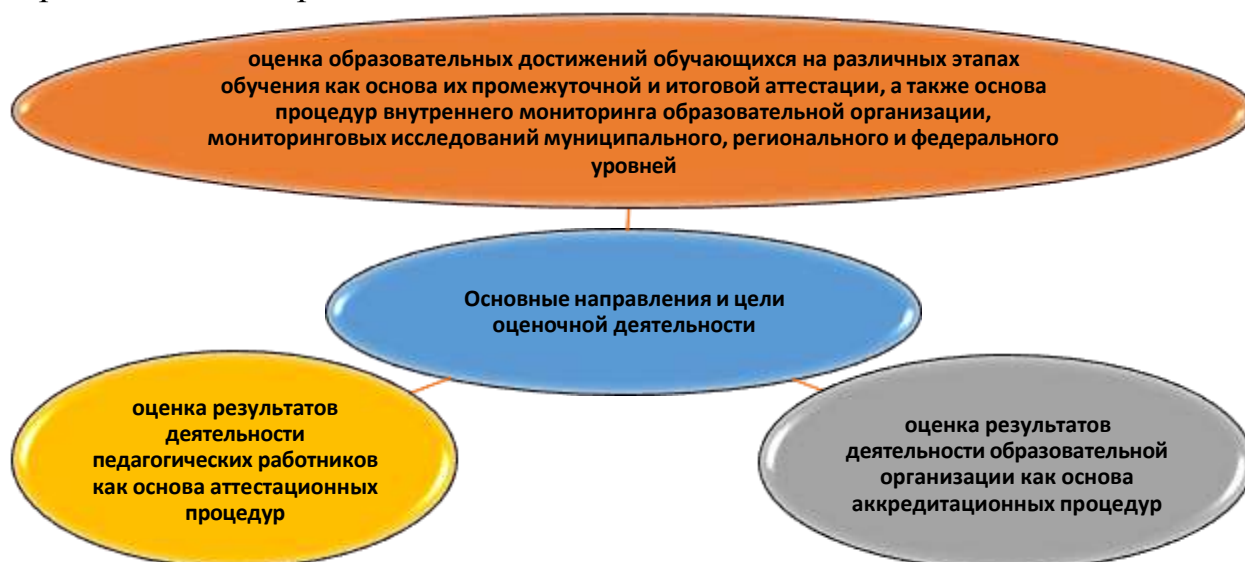 оценка образовательных достижений обучающихся на различных этапах
обучения как основа их промежуточной и итоговой аттестации, а также основа
процедур внутреннего мониторинга образовательной организации,
мониторинговых исследований муниципального, регионального и федерального
уровней
Основные направления и цели
оценочной деятельности
оценка результатов
деятельности
педагогических работников
как основа аттестационных
процедур
оценка результатов
деятельности образовательной
организации как основа
аккредитационных процедур